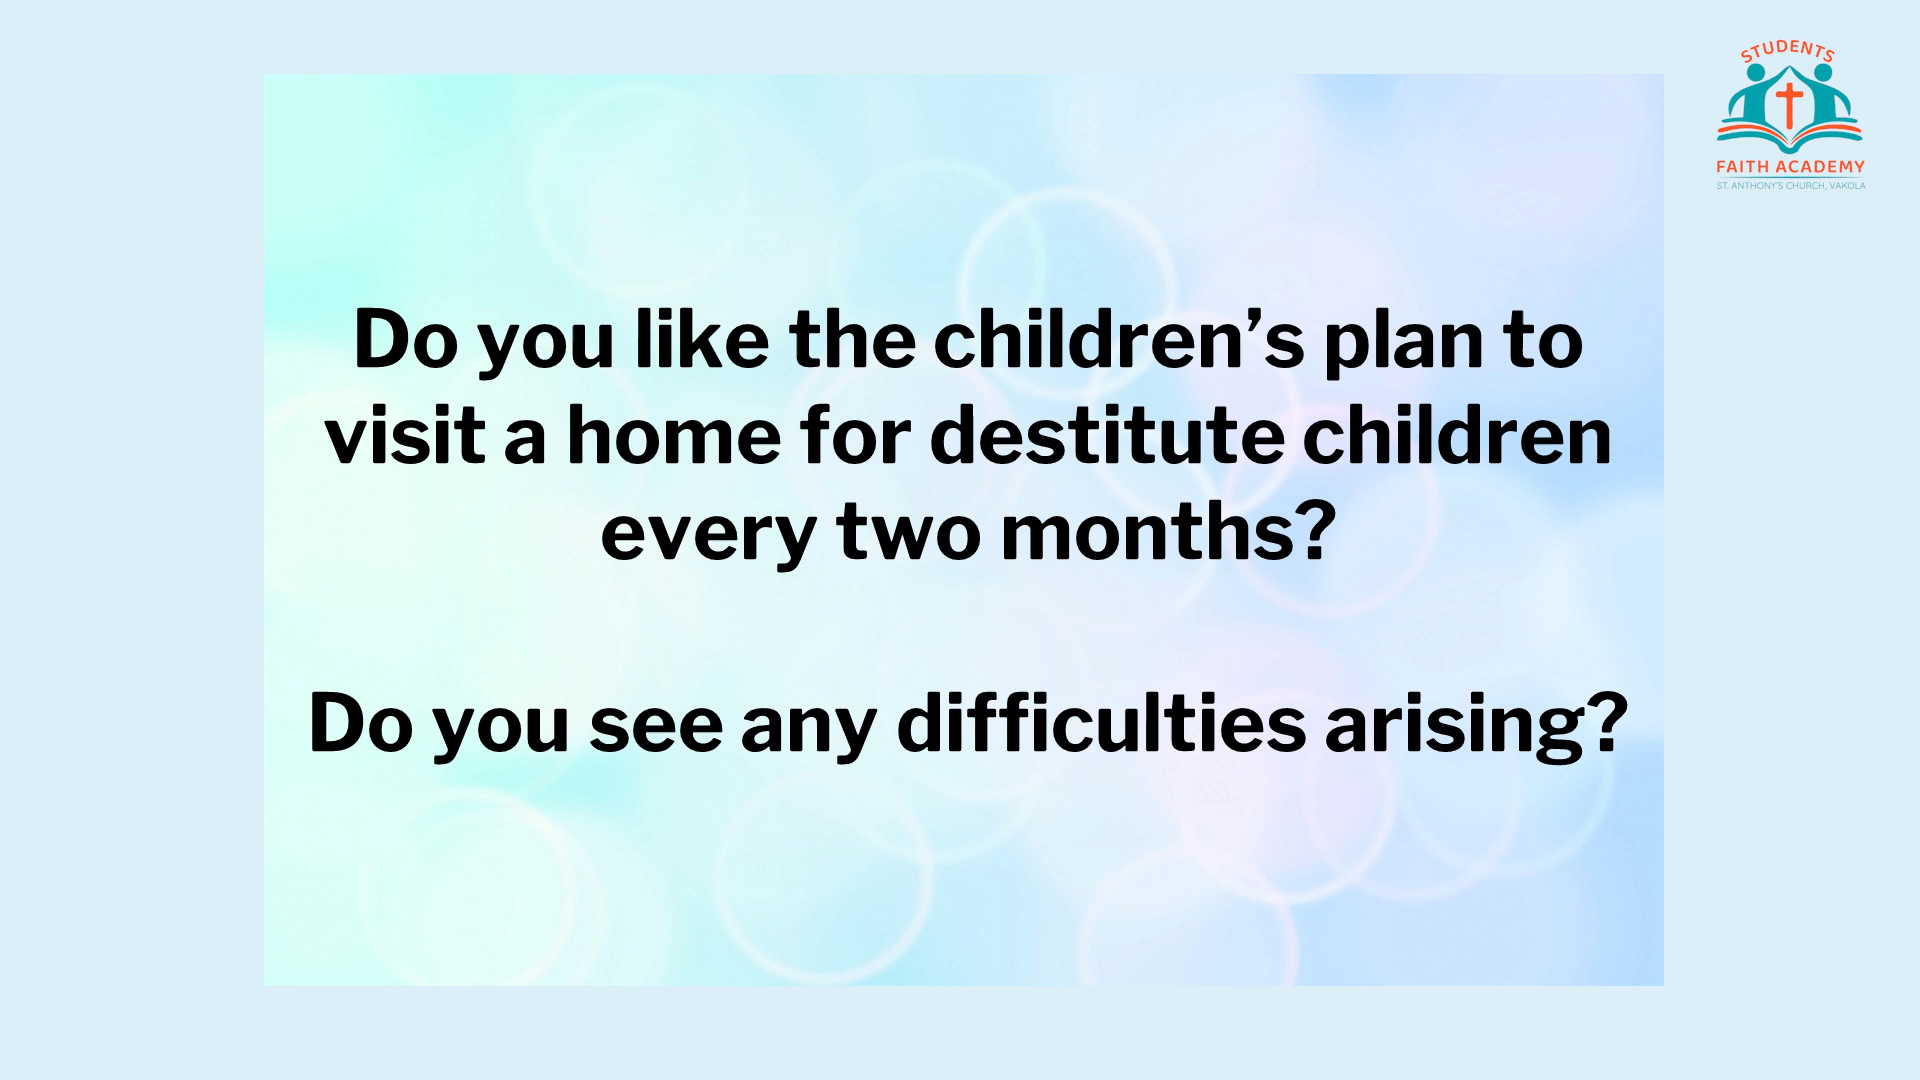 STUDENTS
FAITH ACADEMY
ST. ANTHONY'S CHURCH, VAKOLA
Do you like the children’s plan to
visit a home for destitute children
every two months?
Do you see any difficulties arising?